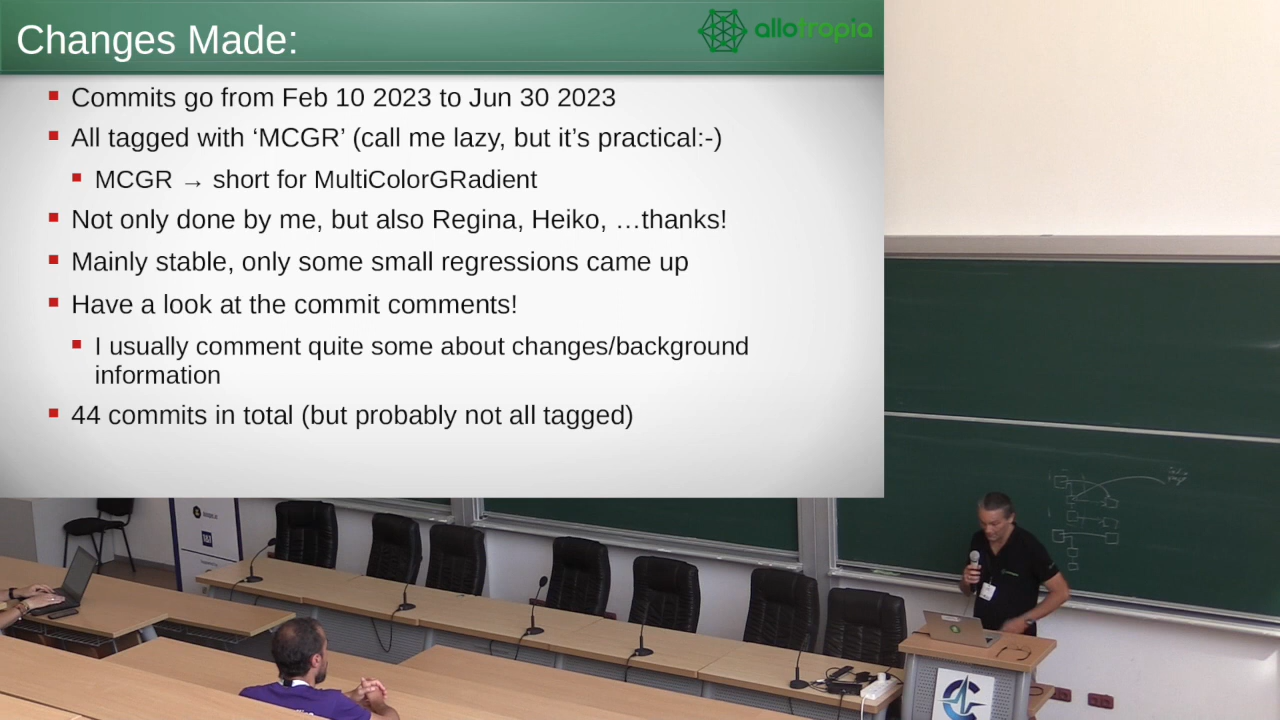 Changes Made:
allotropia
Commits go from Feb 10 2023 to Jun 30 2023
All tagged with ‘MCGR’ (call me lazy, but it’s practical:-)
MCGR → short for MultiColorGRadient
Not only done by me, but also Regina, Heiko, …thanks!
Mainly stable, only some small regressions came up
Have a look at the commit comments!
I usually comment quite some about changes/background
information
44 commits in total (but probably not all tagged)